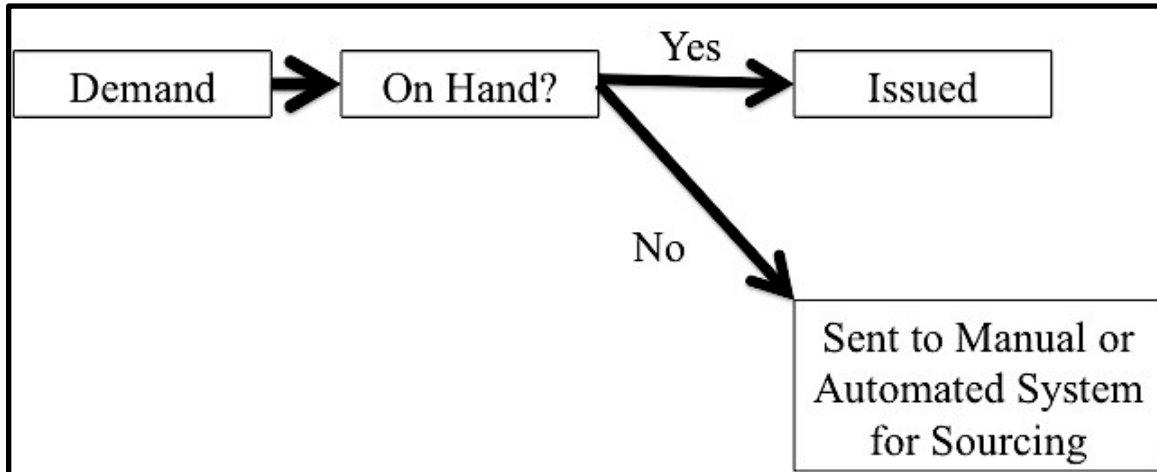 Demand
On Hand?
Yes
Issued
No
Sent to Manual or
Automated System
for Sourcing